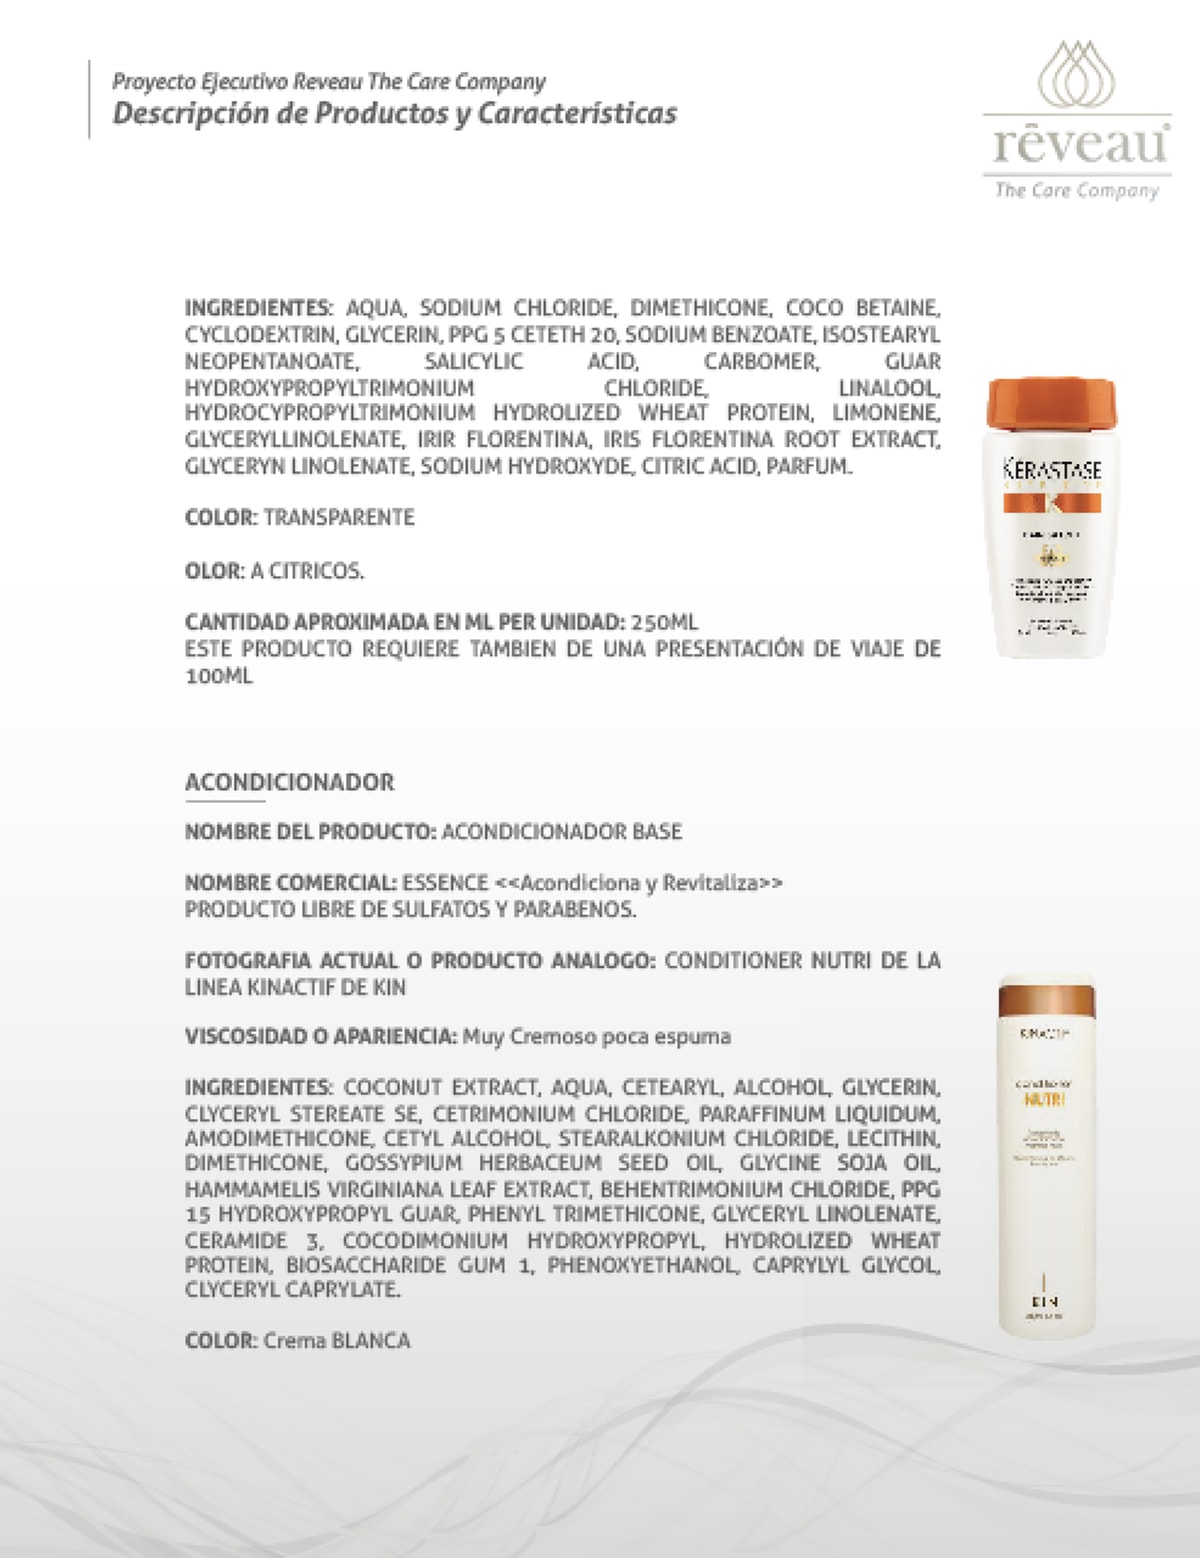 Proyecto Ejecutivo Reveau The Care Company
Descripción de Productos y Características
rêveau®
The Care Company
INGREDIENTES: AQUA, SODIUM CHLORIDE, DIMETHICONE, COCO BETAINE,
CYCLODEXTRIN, GLYCERIN, PPG 5 CETETH 20, SODIUM BENZOATE, ISOSTEARYL
NEOPENTANOATE, SALICYLIC ACID, CARBOMER, GUAR
HYDROXYPROPYLTRIMONIUM CHLORIDE, LINALOOL,
HYDROCYPROPYLTRIMONIUM HYDROLIZED WHEAT PROTEIN, LIMONENE,
GLYCERYLLINOLENATE, IRIR FLORENTINA, IRIS FLORENTINA ROOT EXTRACT,
GLYCERYN LINOLENATE, SODIUM HYDROXYDE, CITRIC ACID, PARFUM.
COLOR: TRANSPARENTE
OLOR: A CITRICOS.
CANTIDAD APROXIMADA EN ML PER UNIDAD: 250ML
ESTE PRODUCTO REQUIERE TAMBIEN DE UNA PRESENTACIÓN DE VIAJE DE
100ML
KÉRASTASE
K
ACONDICIONADOR
NOMBRE DEL PRODUCTO: ACONDICIONADOR BASE
NOMBRE COMERCIAL: ESSENCE <<Acondiciona y Revitaliza>>
PRODUCTO LIBRE DE SULFATOS Y PARABENOS.
FOTOGRAFIA ACTUAL O PRODUCTO ANALOGO: CONDITIONER NUTRI DE LA
LINEA KINACTIF DE KIN
VISCOSIDAD O APARIENCIA: Muy Cremoso poca espuma
INGREDIENTES: COCONUT EXTRACT, AQUA, CETEARYL, ALCOHOL, GLYCERIN,
CLYCERYL STEREATE SE, CETRIMONIUM CHLORIDE, PARAFFINUM LIQUIDUM,
AMODIMETHICONE, CETYL ALCOHOL, STEARALKONIUM CHLORIDE, LECITHIN,
DIMETHICONE, GOSSYPIUM HERBACEUM SEED OIL, GLYCINE SOJA OIL,
HAMMAMELIS VIRGINIANA LEAF EXTRACT, BEHENTRIMONIUM CHLORIDE, PPG
15 HYDROXYPROPYL GUAR, PHENYL TRIMETHICONE, GLYCERYL LINOLENATE,
CERAMIDE 3, COCODIMONIUM HYDROXYPROPYL, HYDROLIZED WHEAT
PROTEIN, BIOSACCHARIDE GUM 1, PHENOXYETHANOL, CAPRYLYL GLYCOL,
CLYCERYL CAPRYLATE.
COLOR: Crema BLANCA
KINACTIF
conditioner
NUTRI
KIN